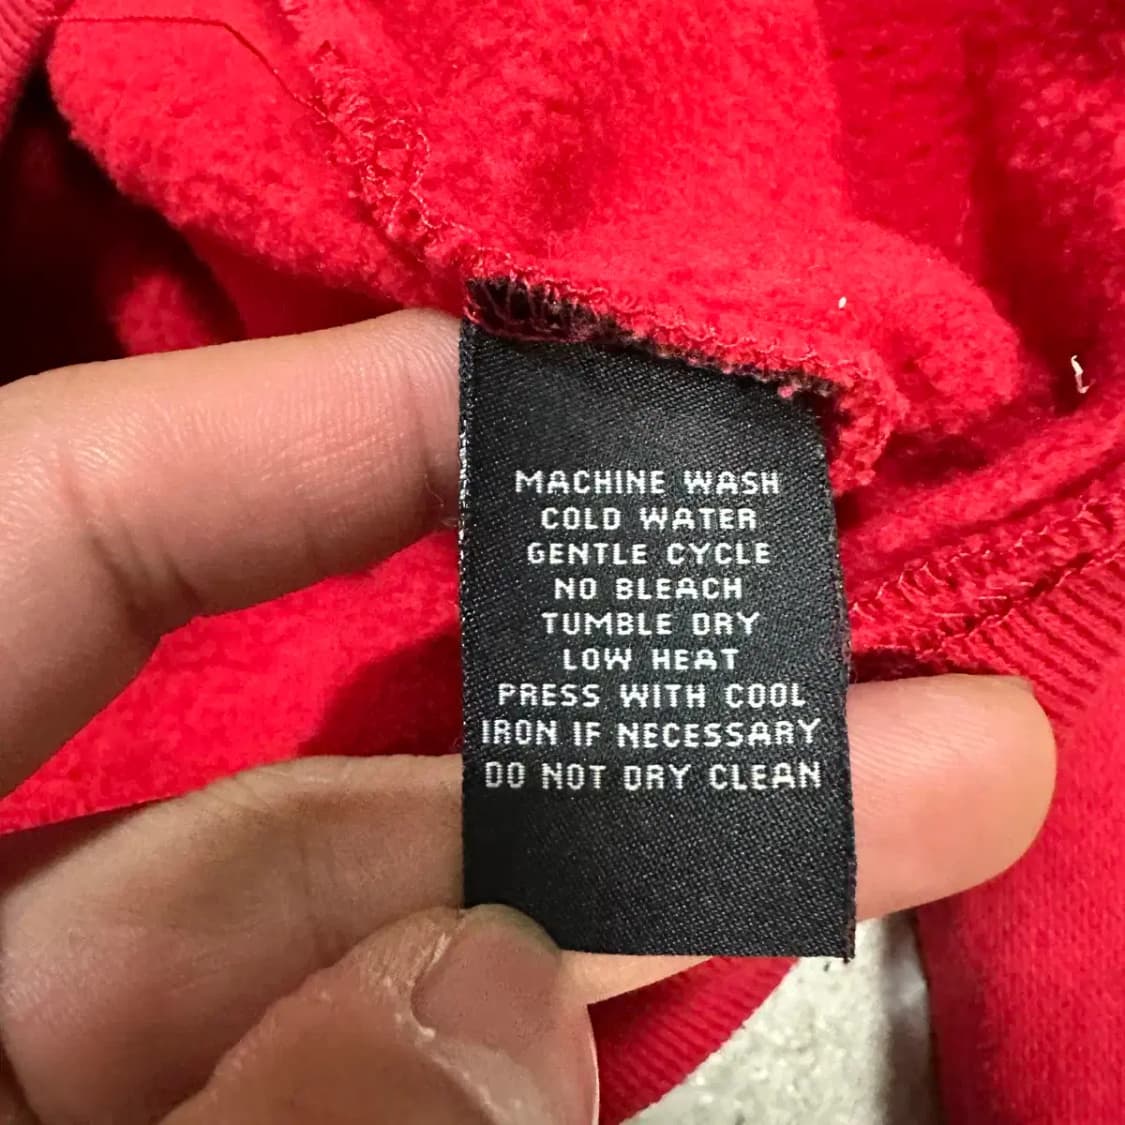 MACHINE WASH
COLD WATER
GENTLE CYCLE
NO BLEACH
TUMBLE DRY
LOW HEAT
PRESS WITH COOL
IRON IF NECESSARY
DO NOT DRY CLEAN